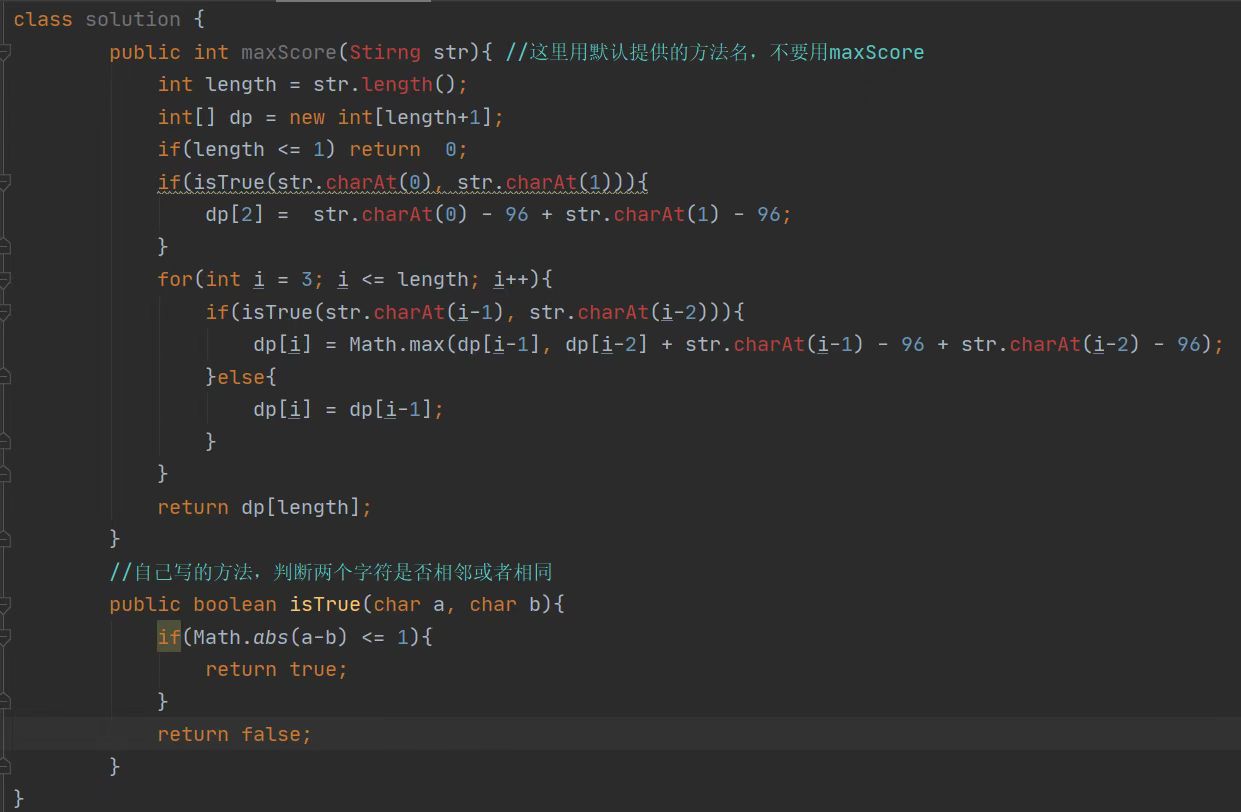 class solution {
public int maxScore(Stirng str){ //这里用默认提供的方法名，不要用maxScore
int length = str.length();
int[] dp = new int[length+1];
if(length <= 1) return  0;
if(isTrue(str.charAt(0), str.charAt(1))){
dp[2] =  str.charAt(0) - 96 + str.charAt(1) - 96;
}
for(int i = 3; i <= length; i++){
if(isTrue(str.charAt(i-1), str.charAt(i-2))){
dp[i] = Math.max(dp[i-1], dp[i-2] + str.charAt(i-1) - 96 + str.charAt(i-2) - 96);
}else{
dp[i] = dp[i-1];
}
}
return dp[length];
}
//自己写的方法，判断两个字符是否相邻或者相同
public boolean isTrue(char a, char b){
if(Math.abs(a-b) <= 1){
return true;
}
return false;
}
}